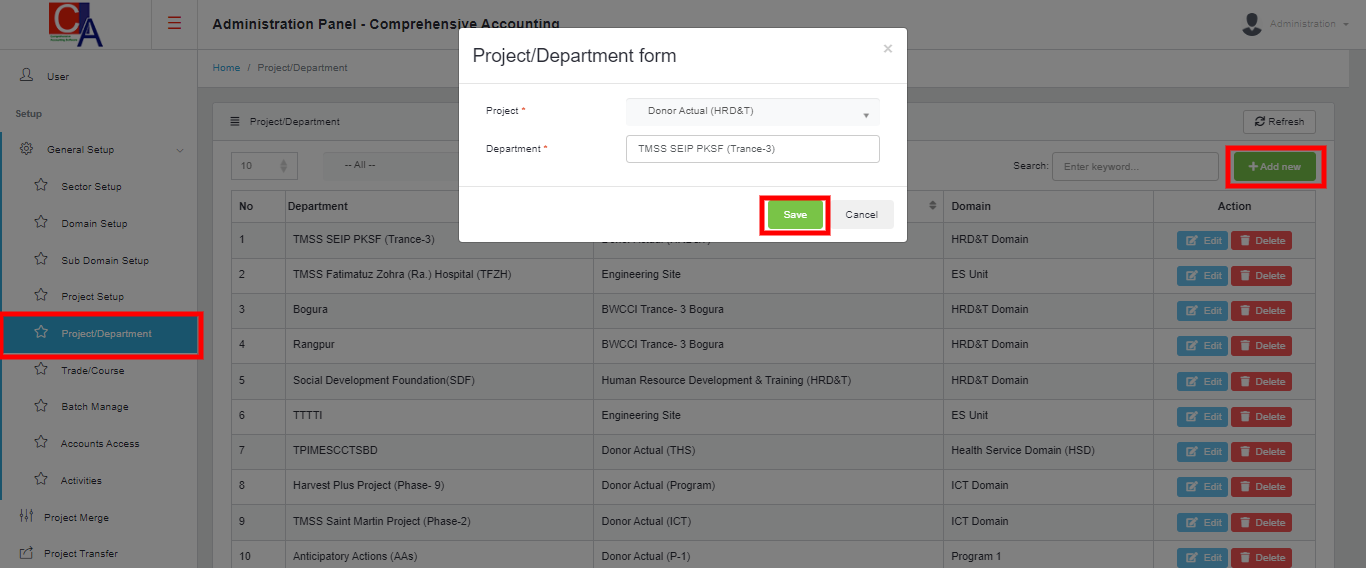 CA
Administration Panel - Comprehensive Accounting
Administration
User
Setup
General Setup
Sector Setup
Domain Setup
Sub Domain Setup
Project Setup
Project/Department
Trade/Course
Batch Manage
Accounts Access
Activities
Project Merge
Project Transfer
Home / Project/Department
Project/Department
Refresh
10
-- All --
Search: Enter keyword...
Add new
Project/Department form
×
Project * Donor Actual (HRD&T)
Department * TMSS SEIP PKSF (Trance-3)
Save Cancel
No Department Domain Action
1 TMSS SEIP PKSF (Trance-3) HRD&T Domain Edit Delete
2 TMSS Fatimatuz Zohra (Ra.) Hospital (TFZH) Engineering Site ES Unit Edit Delete
3 Bogura BWCCI Trance- 3 Bogura HRD&T Domain Edit Delete
4 Rangpur BWCCI Trance- 3 Bogura HRD&T Domain Edit Delete
5 Social Development Foundation(SDF) Human Resource Development & Training (HRD&T) HRD&T Domain Edit Delete
6 TTTTI Engineering Site ES Unit Edit Delete
7 TPIMESCCTSBD Donor Actual (THS) Health Service Domain (HSD) Edit Delete
8 Harvest Plus Project (Phase- 9) Donor Actual (Program) ICT Domain Edit Delete
9 TMSS Saint Martin Project (Phase-2) Donor Actual (ICT) ICT Domain Edit Delete
10 Anticipatory Actions (AAs) Donor Actual (P-1) Program 1 Edit Delete